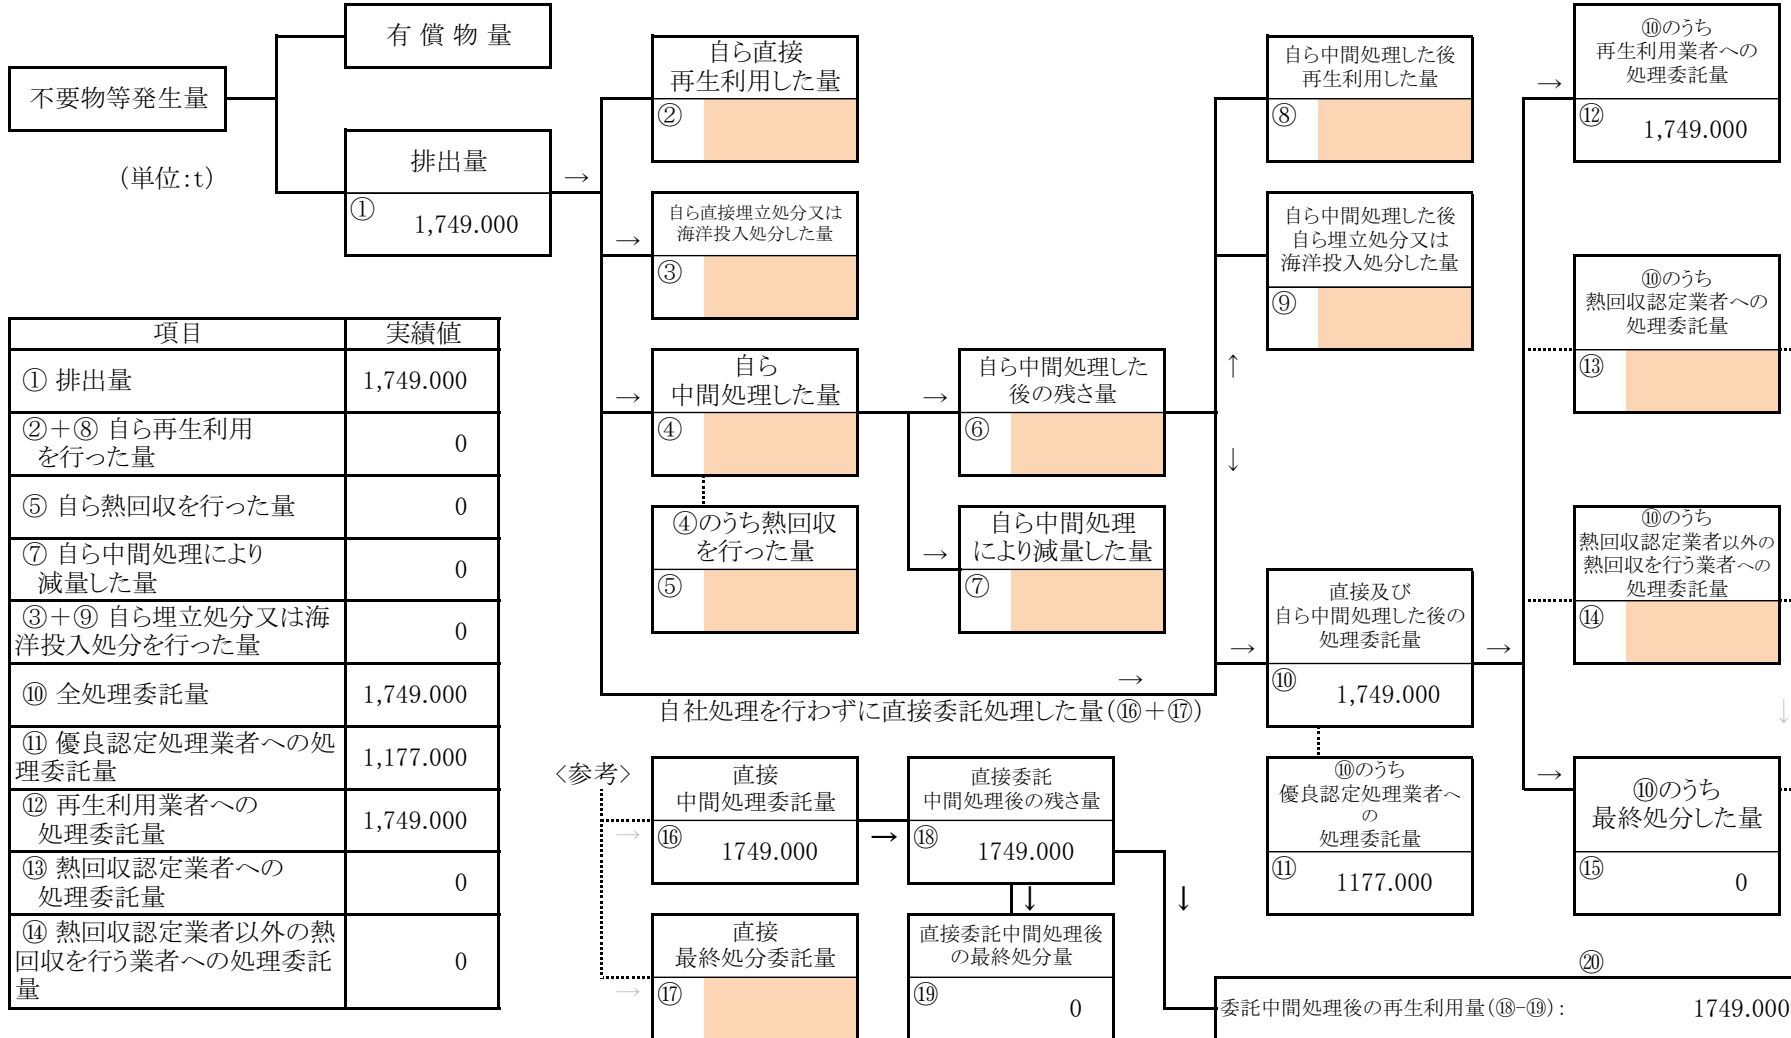 有 償 物 量
不要物等発生量
（単位:t）
排出量
→
①
1,749.000
自ら直接
再生利用した量
②
→
自ら直接埋立処分又は
海洋投入処分した量
③
→
自ら
中間処理した量
④
④のうち熱回収
を行った量
⑤
→
自ら中間処理した
後の残さ量
⑥
→
自ら中間処理
により減量した量
⑦
↑
↓
自ら中間処理した後
再生利用した量
⑧
自ら中間処理した後
自ら埋立処分又は
海洋投入処分した量
⑨
→
直接及び
自ら中間処理した後の
処理委託量
⑩
1,749.000
→
⑩のうち
優良認定処理業者へ
の
処理委託量
⑪
1177.000
→
⑩のうち
再生利用業者への
処理委託量
⑫
1,749.000
⑩のうち
熱回収認定業者への
処理委託量
⑬
⑩のうち
熱回収認定業者以外の
熱回収を行う業者への
処理委託量
⑭
↓
→
⑩のうち
最終処分した量
⑮
0
→
自社処理を行わずに直接委託処理した量（⑯＋⑰）
〈参考〉
→
直接
中間処理委託量
⑯
1749.000
→
直接委託
中間処理後の残さ量
⑱
1749.000
→
直接
最終処分委託量
⑰
↓
直接委託中間処理後
の最終処分量
⑲
0
↓
⑳
委託中間処理後の再生利用量（⑱-⑲）:
1749.000
項目 実績値
① 排出量 1,749.000
②＋⑧ 自ら再生利用
を行った量 0
⑤ 自ら熱回収を行った量 0
⑦ 自ら中間処理により
減量した量 0
③＋⑨ 自ら埋立処分又は海
洋投入処分を行った量 0
⑩ 全処理委託量 1,749.000
⑪ 優良認定処理業者への処
理委託量 1,177.000
⑫ 再生利用業者への
処理委託量 1,749.000
⑬ 熱回収認定業者への
処理委託量 0
⑭ 熱回収認定業者以外の熱
回収を行う業者への処理委託
量 0